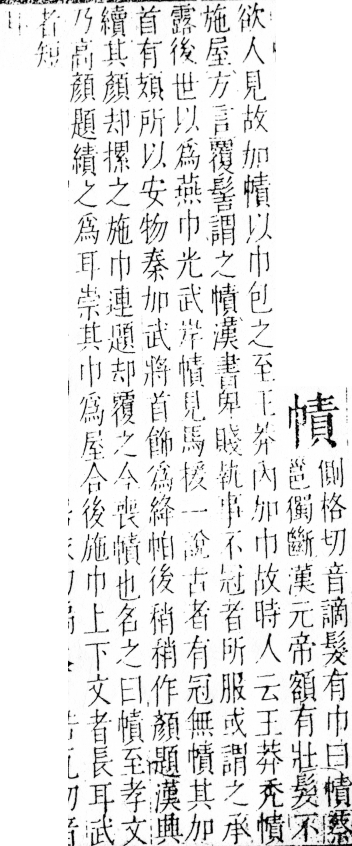 幘
側格切音謫髮有巾曰幘蔡
邕獨斷漢元帝額有壯髮不
欲人見故加幘以巾包之至王莽內加巾故時人云王莽禿幘
施屋方言覆髻謂之幘漢書卑賤執事不冠者所服或謂之承
露後世以爲燕巾光武岸幘見馬援一說古者有冠無幘其加
首有頍所以安物秦加武將首飾爲絳帕後稍稍作顏題漢興
續其顏却摞之施巾連題却覆之今喪幘也名之曰幘至孝文
乃高顏題續之爲耳崇其巾爲屋合後施巾上下文者長耳武
者短